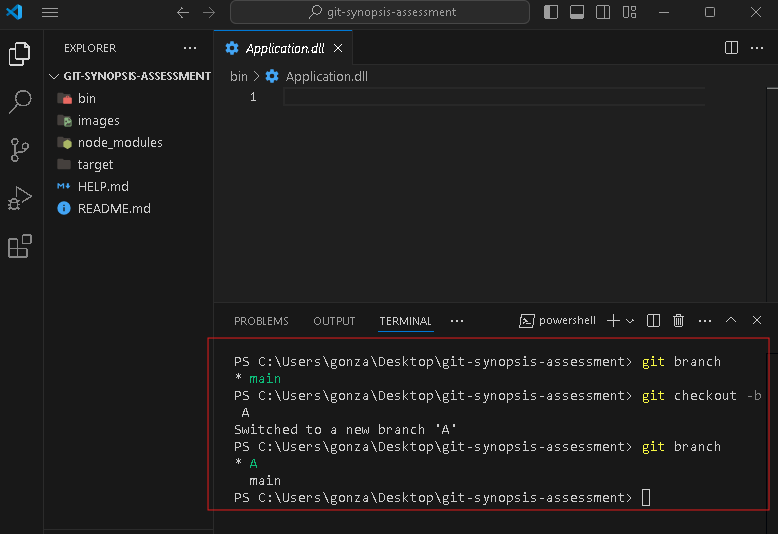 git-synopsis-assessment
EXPLORER
GIT-SYNOPSIS-ASSESSMENT
bin
images
node_modules
target
HELP.md
README.md
Application.dll
bin > Application.dll
1
PROBLEMS OUTPUT TERMINAL powershell
PS C:\Users\gonza\Desktop\git-synopsis-assessment> git branch
* main
PS C:\Users\gonza\Desktop\git-synopsis-assessment> git checkout -b
A
Switched to a new branch 'A'
PS C:\Users\gonza\Desktop\git-synopsis-assessment> git branch
* A
main
PS C:\Users\gonza\Desktop\git-synopsis-assessment>